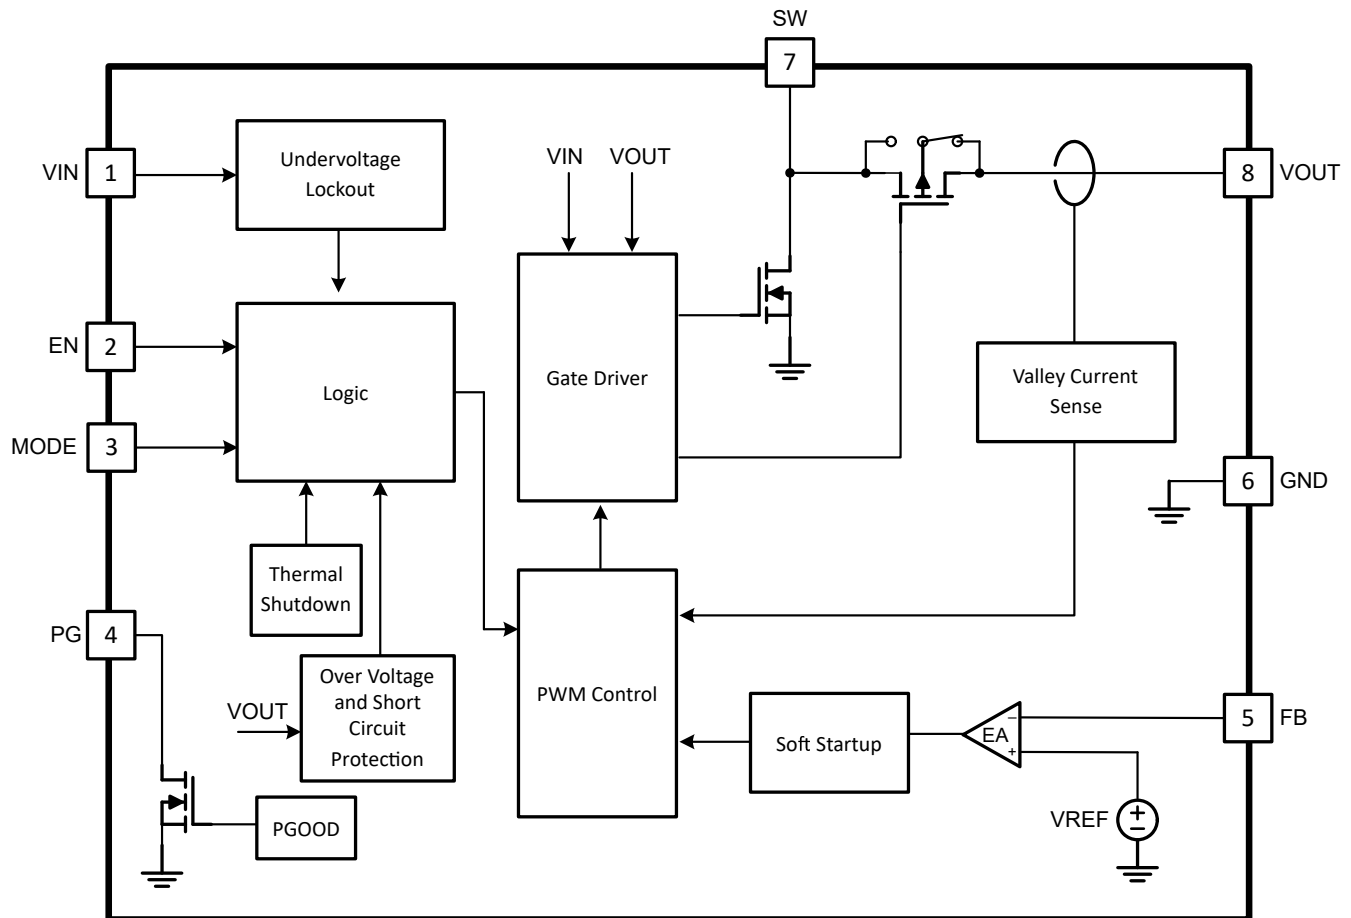 SW
7
VIN
1
Undervoltage
Lockout
VIN
VOUT
8
VOUT
EN
2
Logic
Gate Driver
Valley Current
Sense
MODE
3
6
GND
Thermal
Shutdown
PG
4
Over Voltage
and Short
Circuit
Protection
VOUT
PWM Control
Soft Startup
EA
−
+
5
FB
VREF
+
−
PGOOD